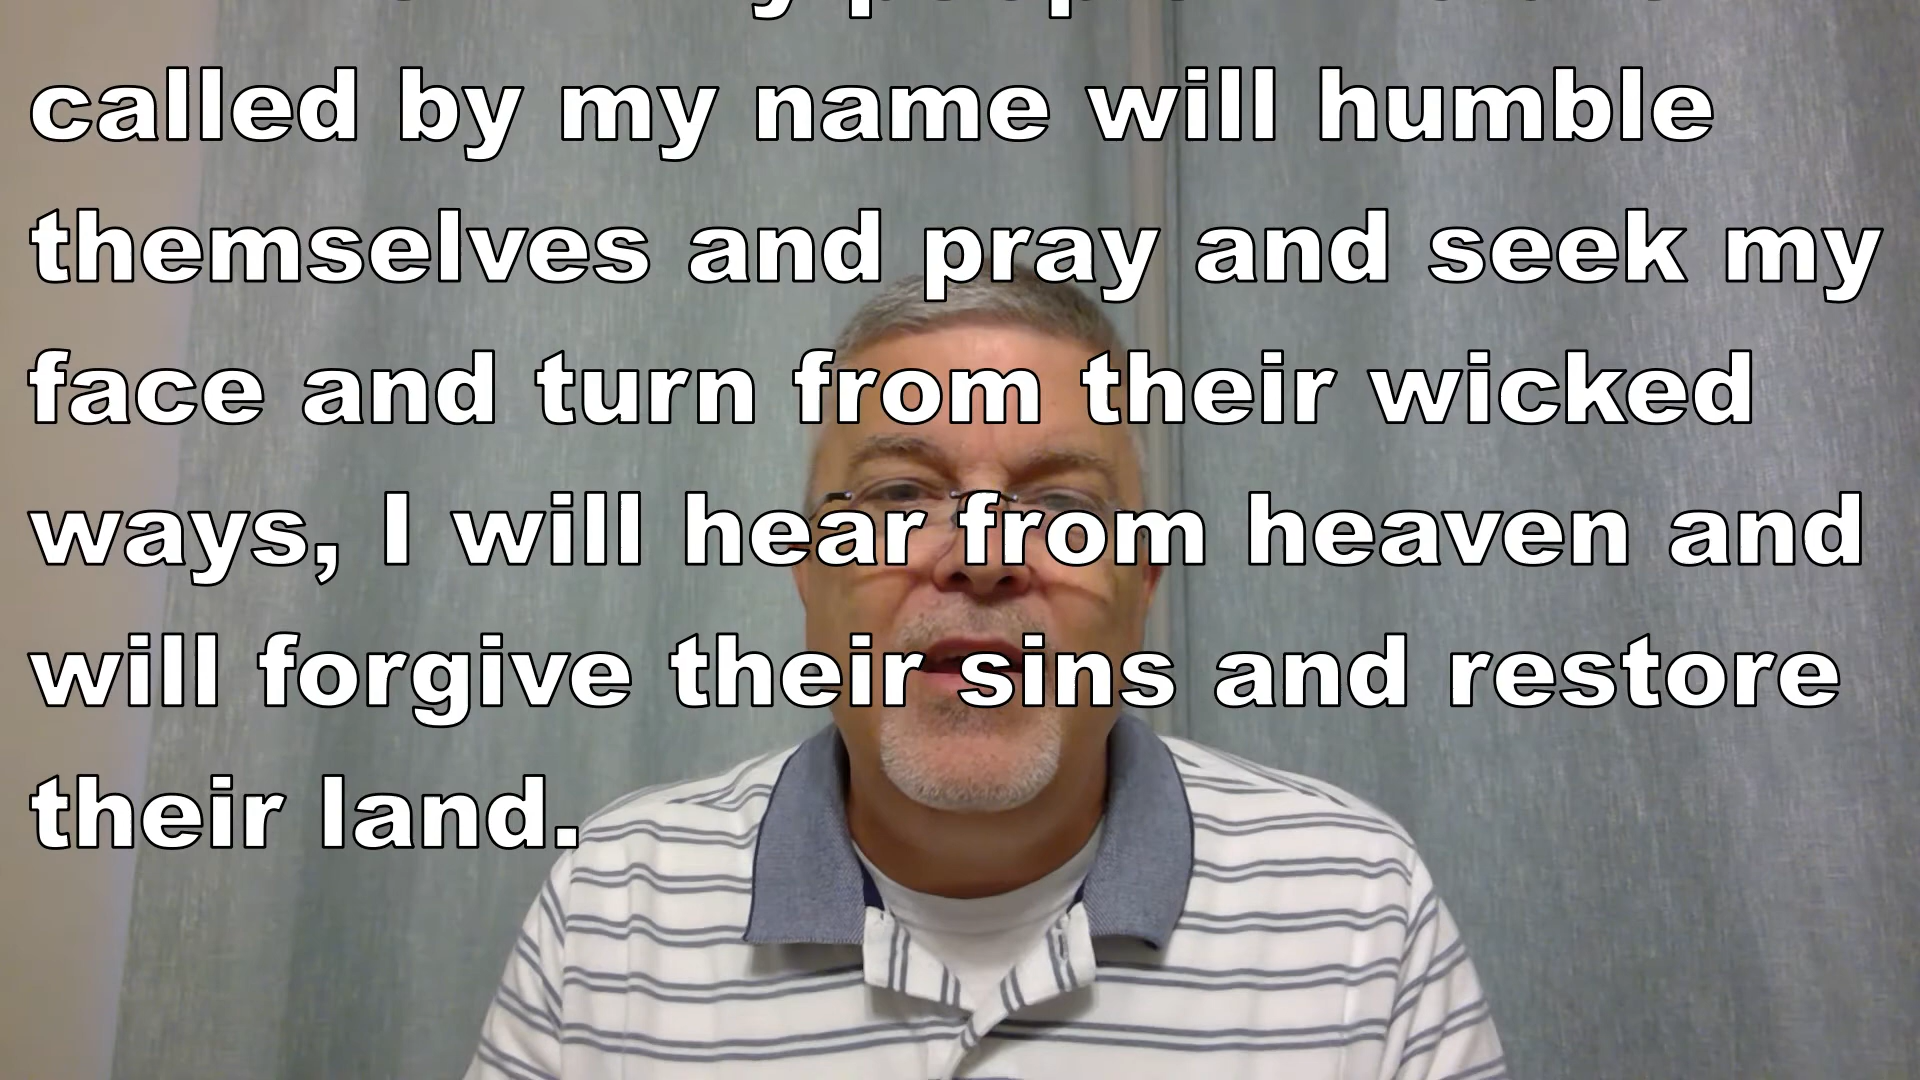 called by my name will humble
themselves and pray and seek my
face and turn from their wicked
ways, I will hear from heaven and
will forgive their sins and restore
their land.